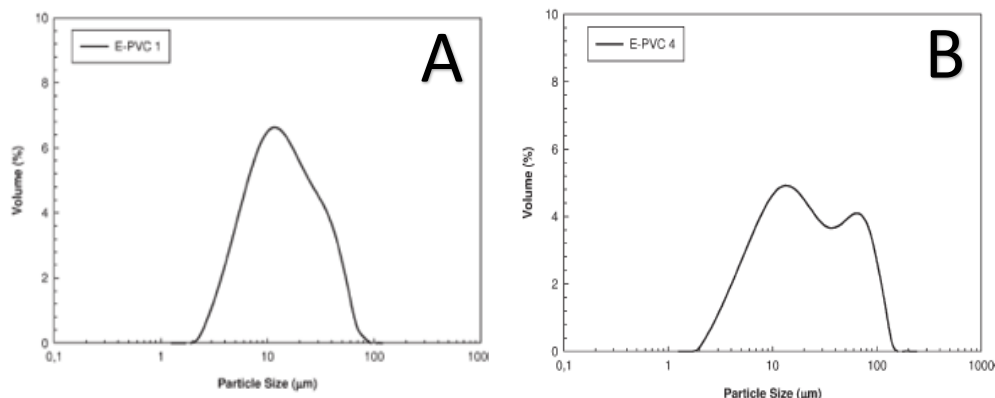 A
E-PVC 1
10
8
6
4
2
0
Volume (%)
0,1 1 10 100 100
Particle Size (μm)
B
E-PVC 4
10
8
6
4
2
0
Volume (%)
0,1 1 10 100 1000
Particle Size (μm)